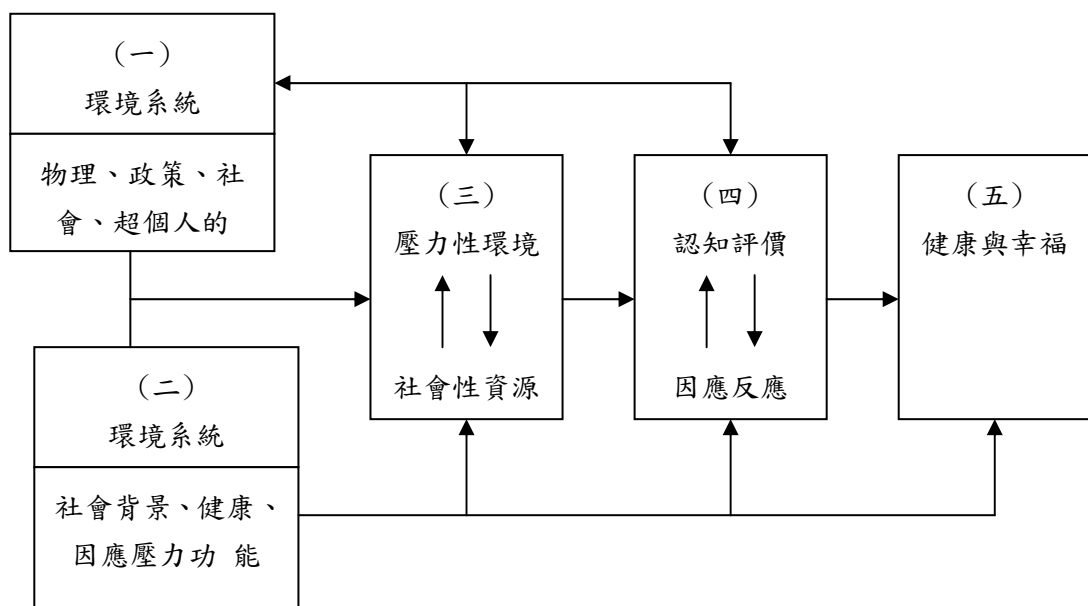 （一）
環境系統
物理、政策、社
會、超個人的
（二）
環境系統
社會背景、健康、
因應壓力功 能
（三）
壓力性環境
社會性資源
（四）
認知評價
因應反應
（五）
健康與幸福